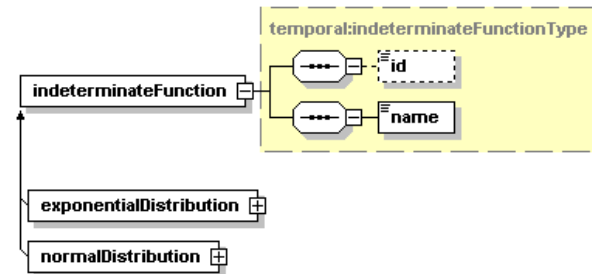 temporal:indeterminateFunctionType
id
indeterminateFunction
name
exponentialDistribution
normalDistribution